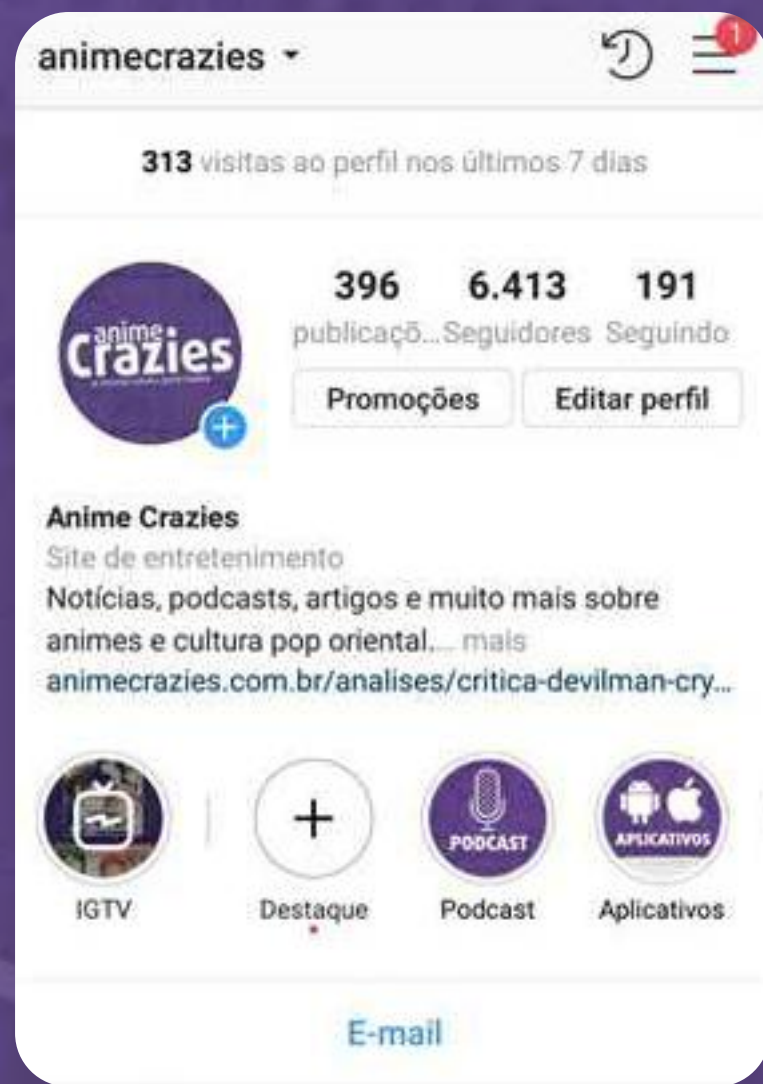 animecrazies
1
313 visitas ao perfil nos últimos 7 dias
396 6.413 191
publicaçõ... Seguidores Seguindo
Promoções Editar perfil
anime
Crazies
Anime Crazies
Site de entretenimento
Notícias, podcasts, artigos e muito mais sobre
animes e cultura pop oriental.... mais
animecrazies.com.br/analises/critica-devilman-cry...
PODCAST
APLICATIVOS
IGTV Destaque Podcast Aplicativos
E-mail